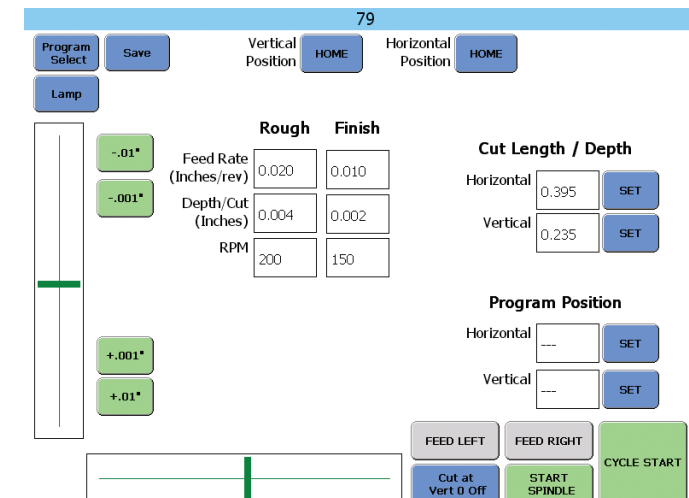 79
Program
Select
Save
Vertical
Position
HOME
Horizontal
Position
HOME
Lamp
Rough Finish
-.01"
-.001"
Feed Rate
(Inches/rev)
0.020
0.010
Depth/Cut
(Inches)
0.004
0.002
RPM
200
150
Cut Length / Depth
Horizontal
0.395
SET
Vertical
0.235
SET
+.001"
+.01"
Program Position
Horizontal
---
SET
Vertical
---
SET
FEED LEFT
FEED RIGHT
CYCLE START
Cut at
Vert 0 Off
START
SPINDLE